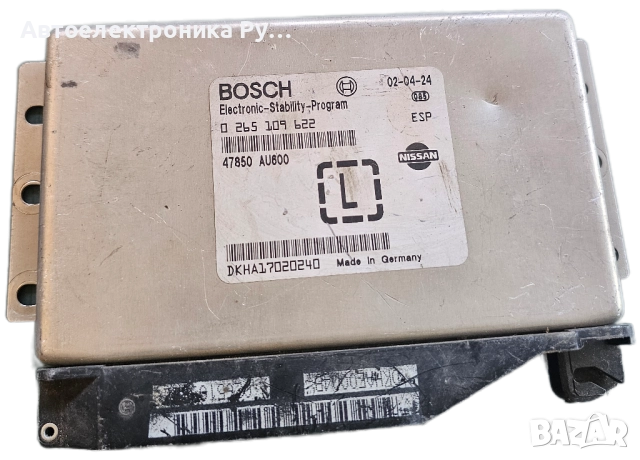 Автоелектроника Ру...
BOSCH
02-04-24
Electronic-Stability-Program
0 265 109 622
ESP
47850 AU600
NISSAN
L
DKHA17020240 Made in Germany
BAZAR